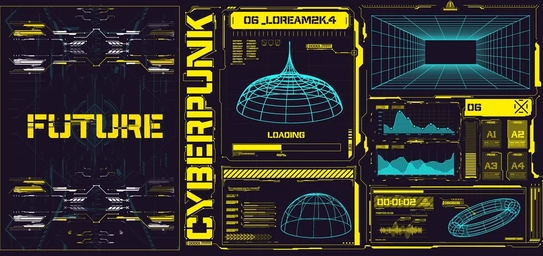 FUTURE
CYBERPUNK
06 _LOREAM2K.4
LOADING
06
A1
A2
A3
A4
00:01:02